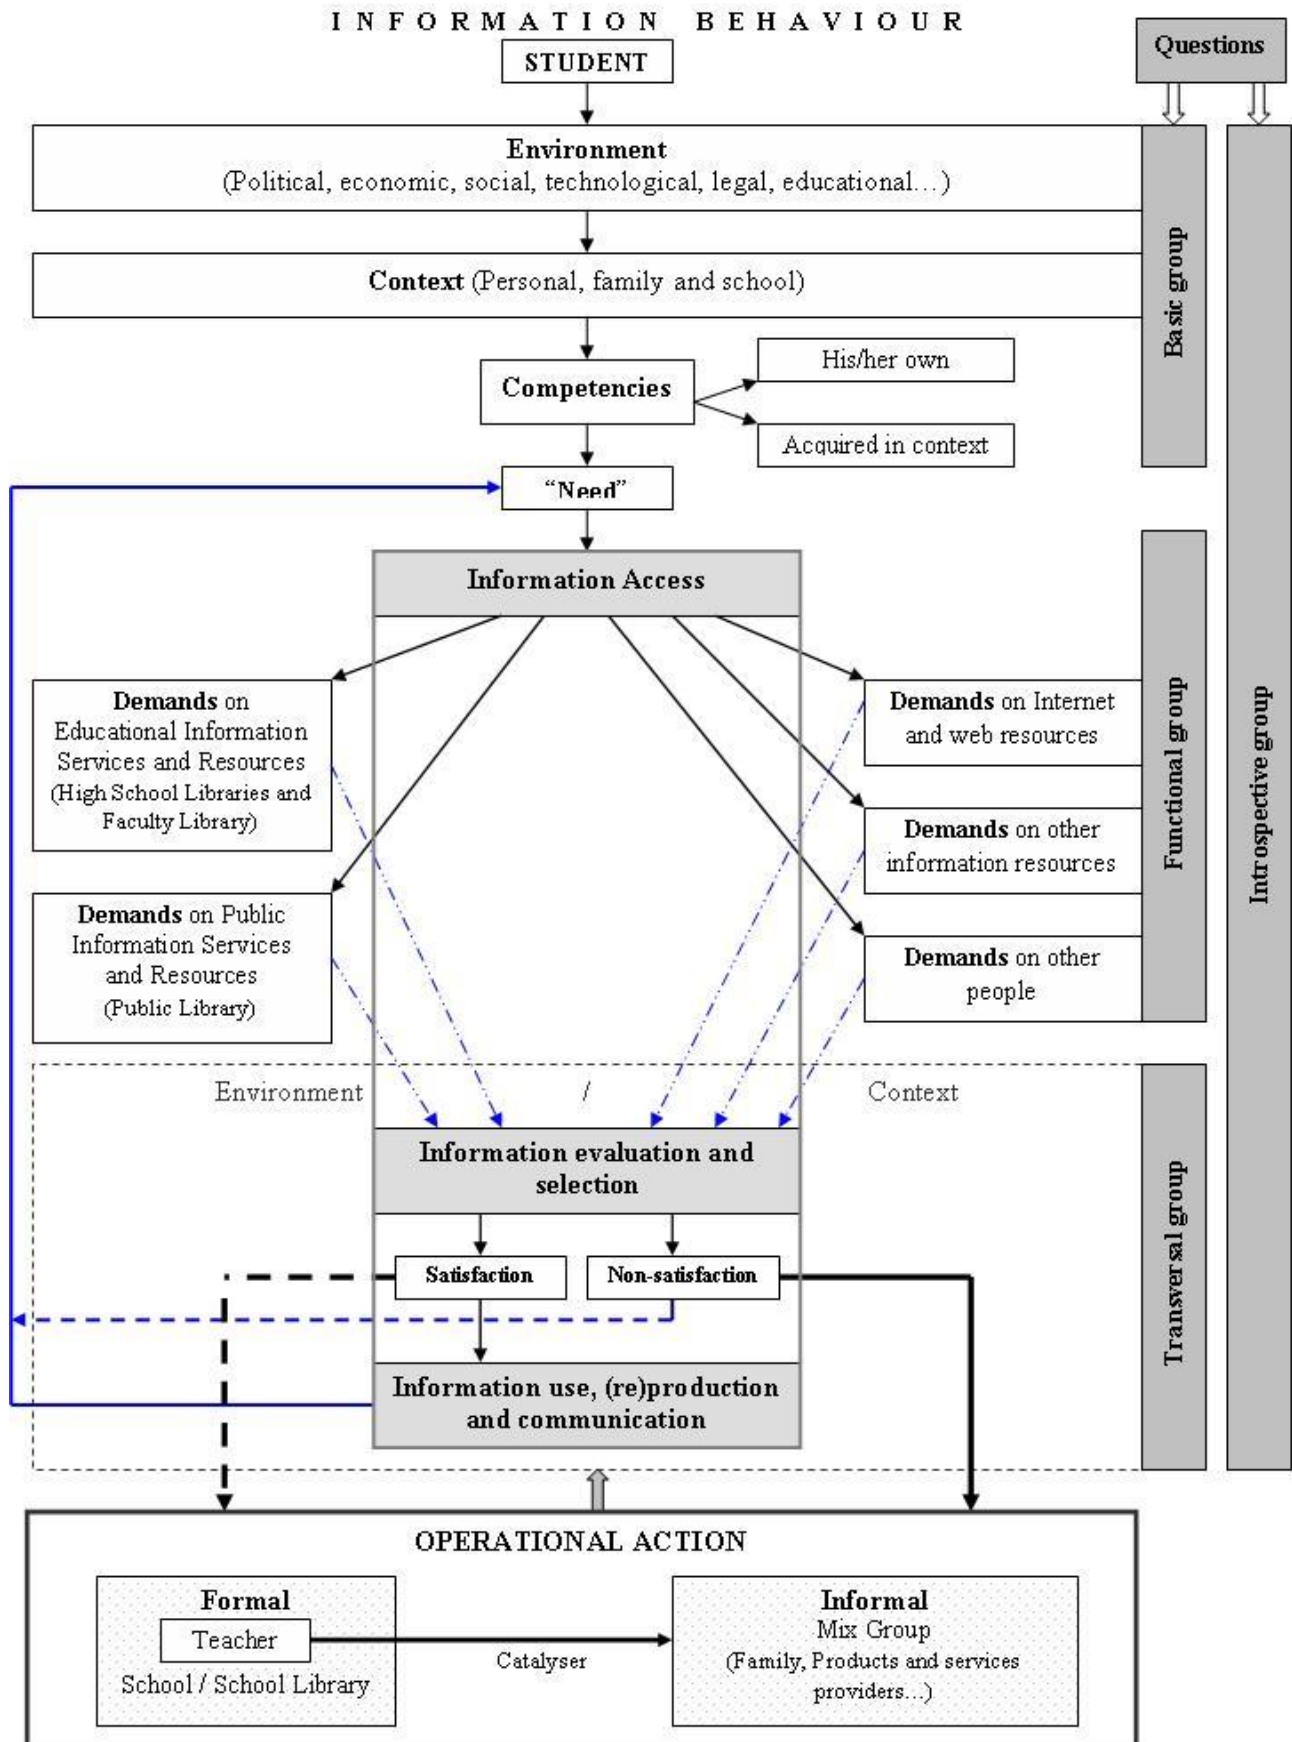 INFORMATION BEHAVIOUR
Questions
STUDENT
Environment
(Political, economic, social, technological, legal, educational…)
Context (Personal, family and school)
Basic group
Competencies
His/her own
Acquired in context
“Need”
Information Access
Demands on
Educational Information
Services and Resources
(High School Libraries and
Faculty Library)
Demands on Public
Information Services
and Resources
(Public Library)
Demands on Internet
and web resources
Demands on other
information resources
Demands on other
people
Functional group
Introspective group
Environment / Context
Information evaluation and
selection
Satisfaction
Non-satisfaction
Information use, (re)production
and communication
Transversal group
OPERATIONAL ACTION
Formal
Teacher
School / School Library
Catalyser
Informal
Mix Group
(Family, Products and services
providers…)